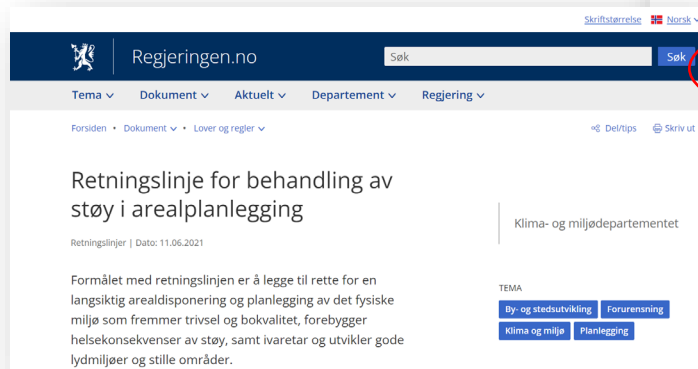 Skriftstørrelse Norsk
Regjeringen.no
Søk
Søk
Tema Dokument Aktuelt Departement Regjering
Forsiden • Dokument • Lover og regler
Del/tips Skriv ut
Retningslinje for behandling av
støy i arealplanlegging
Retningslinjer | Dato: 11.06.2021
Formålet med retningslinjen er å legge til rette for en
langsiktig arealdisponering og planlegging av det fysiske
miljø som fremmer trivsel og bokvalitet, forebygger
helsekonsekvenser av støy, samt ivaretar og utvikler gode
lydmiljøer og stille områder.
Klima- og miljødepartementet
TEMA
By- og stedsutvikling Forurensning
Klima og miljø Planlegging